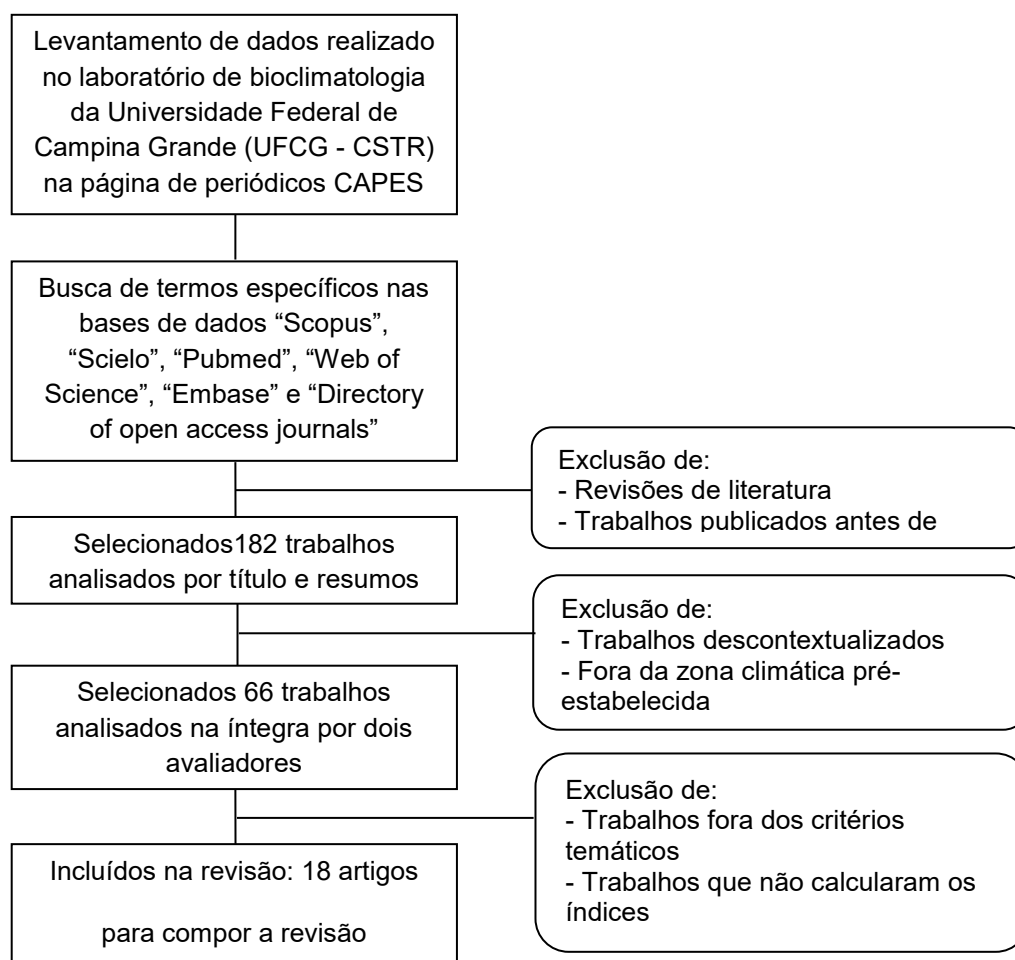 Levantamento de dados realizado
no laboratório de bioclimatologia
da Universidade Federal de
Campina Grande (UFCG - CSTR)
na página de periódicos CAPES
Busca de termos específicos nas
bases de dados “Scopus”,
“Scielo”, “Pubmed”, “Web of
Science”, “Embase” e “Directory
of open access journals”
Exclusão de:
- Revisões de literatura
- Trabalhos publicados antes de
Selecionados182 trabalhos
analisados por título e resumos
Exclusão de:
- Trabalhos descontextualizados
- Fora da zona climática pré-
estabelecida
Selecionados 66 trabalhos
analisados na íntegra por dois
avaliadores
Exclusão de:
- Trabalhos fora dos critérios
temáticos
- Trabalhos que não calcularam os
índices
Incluídos na revisão: 18 artigos
para compor a revisão